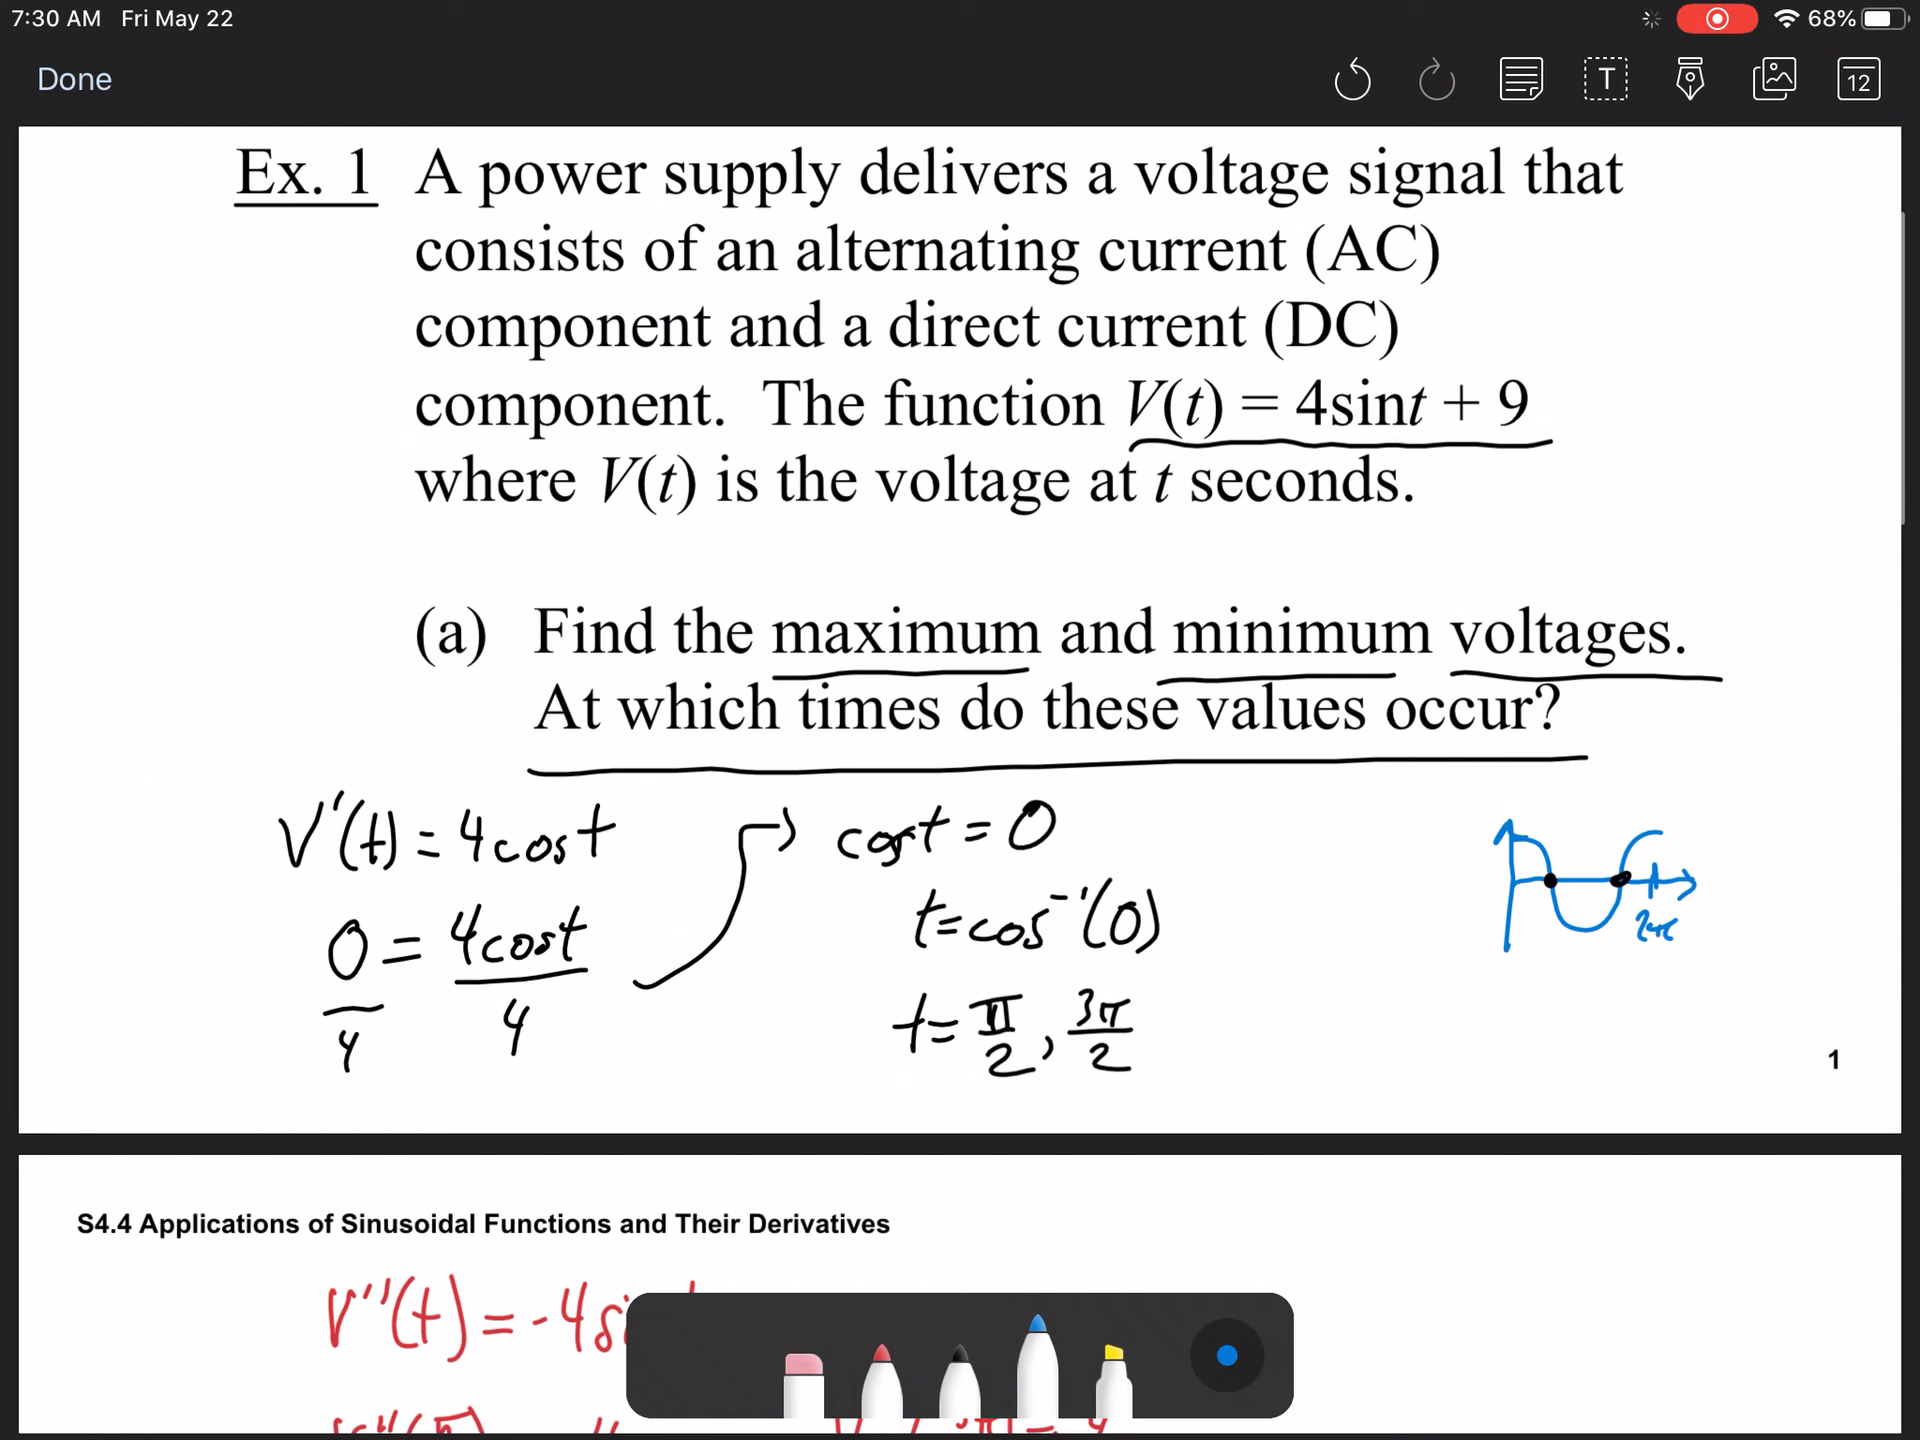 7:30 AM Fri May 22 68%
Done T 12
Ex. 1 A power supply delivers a voltage signal that
consists of an alternating current (AC)
component and a direct current (DC)
component. The function V(t) = 4sint + 9
where V(t) is the voltage at t seconds.
(a) Find the maximum and minimum voltages.
At which times do these values occur?
V'(t) = 4cost
0/4 = 4cost/4
cost = 0
t = cos⁻¹(0)
t = π/2, 3π/2
2π
1
S4.4 Applications of Sinusoidal Functions and Their Derivatives
V''(t) = -4si